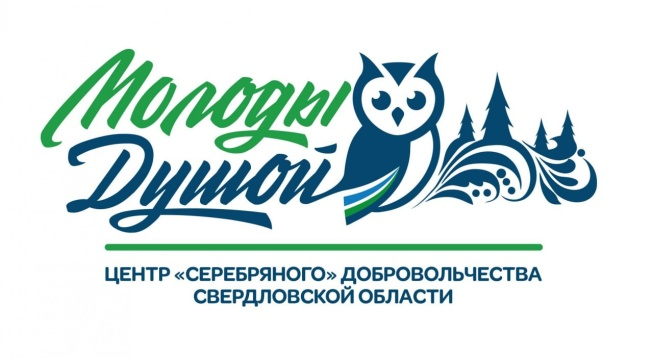 Молоды
Душой
ЦЕНТР «СЕРЕБРЯНОГО» ДОБРОВОЛЬЧЕСТВА
СВЕРДЛОВСКОЙ ОБЛАСТИ